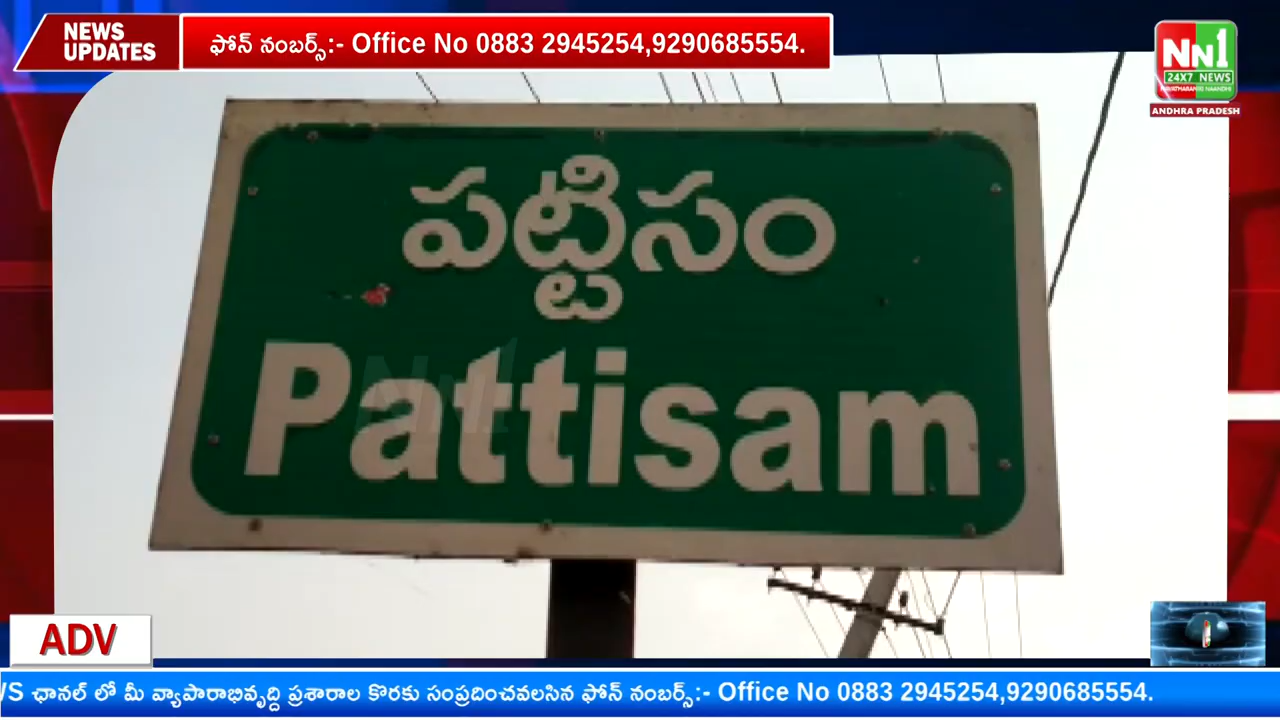 NEWS
UPDATES
ఫోన్ నంబర్స్:- Office No 0883 2945254,9290685554.
NN1
24X7 NEWS
ANDHRA PRADESH
పట్టిసం
Pattisam
ADV
ఛానల్ లో మీ వ్యాపారాభివృద్ది ప్రశారాల కొరకు సంప్రదించవలసిన ఫోన్ నంబర్స్:- Office No 0883 2945254,9290685554.